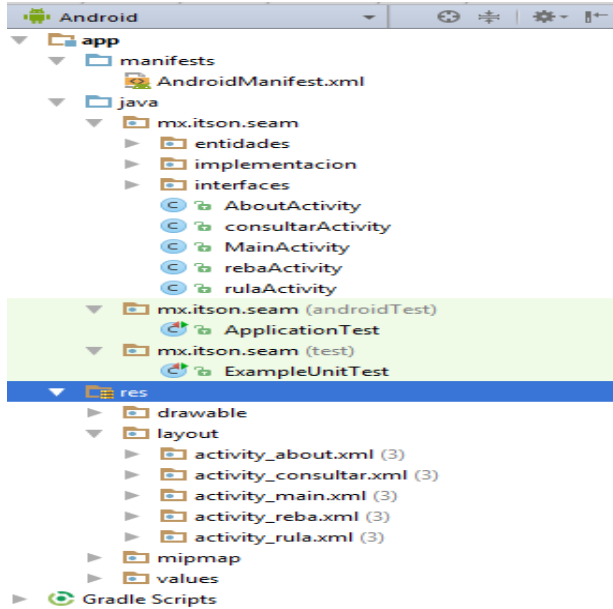 Android
app
manifests
AndroidManifest.xml
java
mx.itson.seam
entidades
implementacion
interfaces
AboutActivity
consultarActivity
MainActivity
rebaActivity
rulaActivity
mx.itson.seam (androidTest)
ApplicationTest
mx.itson.seam (test)
ExampleUnitTest
res
drawable
layout
activity_about.xml (3)
activity_consultar.xml (3)
activity_main.xml (3)
activity_reba.xml (3)
activity_rula.xml (3)
mipmap
values
Gradle Scripts